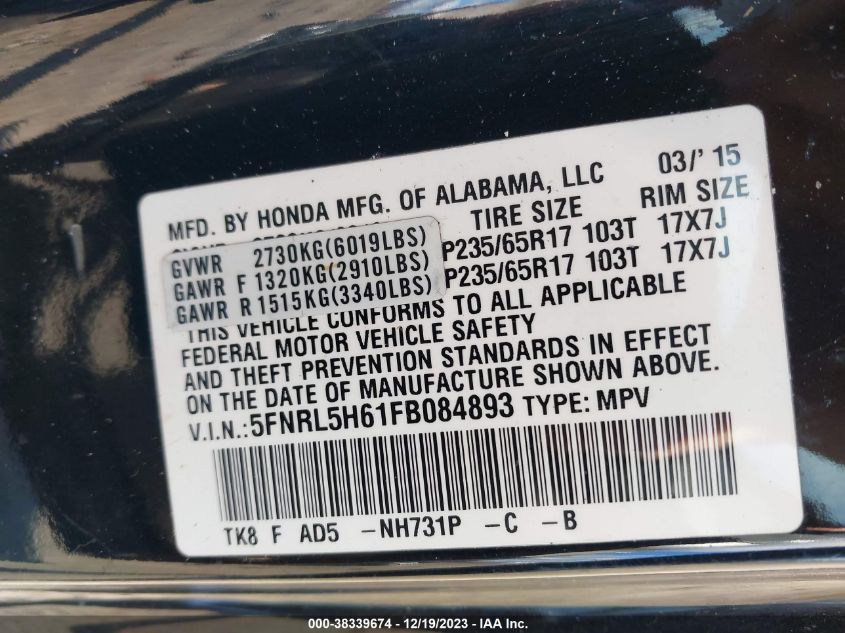 MFD. BY HONDA MFG. OF ALABAMA, LLC 03/' 15
TIRE SIZE RIM SIZE
GVWR 2730KG(6019LBS)
GAWR F 1320KG(2910LBS) P235/65R17 103T 17X7J
GAWR R 1515KG(3340LBS) P235/65R17 103T 17X7J
THIS VEHICLE CONFORMS TO ALL APPLICABLE
FEDERAL MOTOR VEHICLE SAFETY
AND THEFT PREVENTION STANDARDS IN EFFECT
ON THE DATE OF MANUFACTURE SHOWN ABOVE.
V.I.N.:5FNRL5H61FB084893 TYPE: MPV
TK8 F AD5 -NH731P -C -B
000-38339674 - 12/19/2023 - IAA Inc.